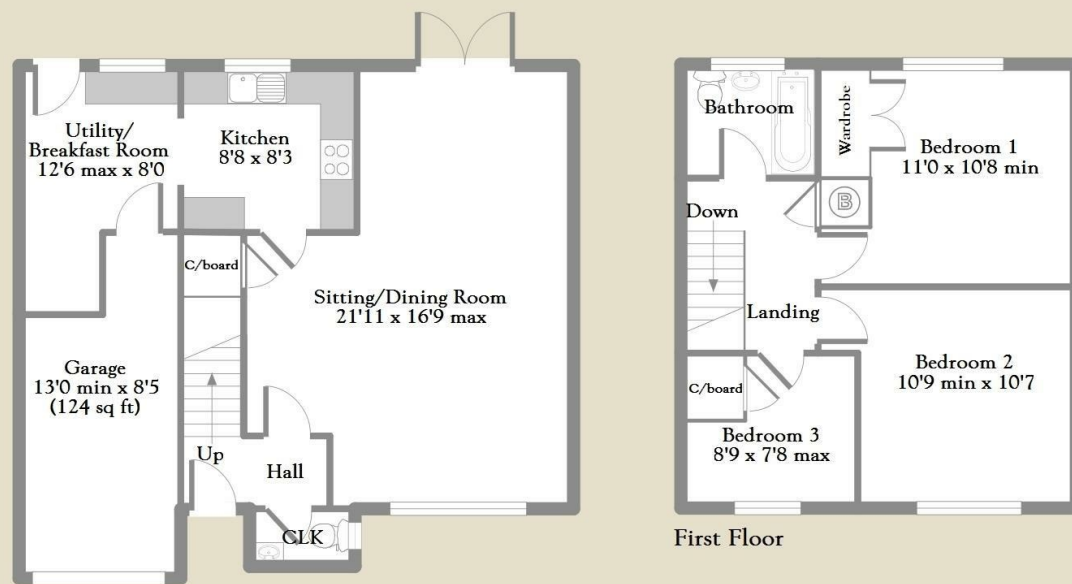 Utility/
Breakfast Room
12'6 max x 8'0
Kitchen
8'8 x 8'3
C/board
Sitting/Dining Room
21'11 x 16'9 max
Garage
13'0 min x 8'5
(124 sq ft)
Up
Hall
CLK
Bathroom
Wardrobe
Bedroom 1
11'0 x 10'8 min
B
Down
Landing
Bedroom 2
10'9 min x 10'7
C/board
Bedroom 3
8'9 x 7'8 max
First Floor